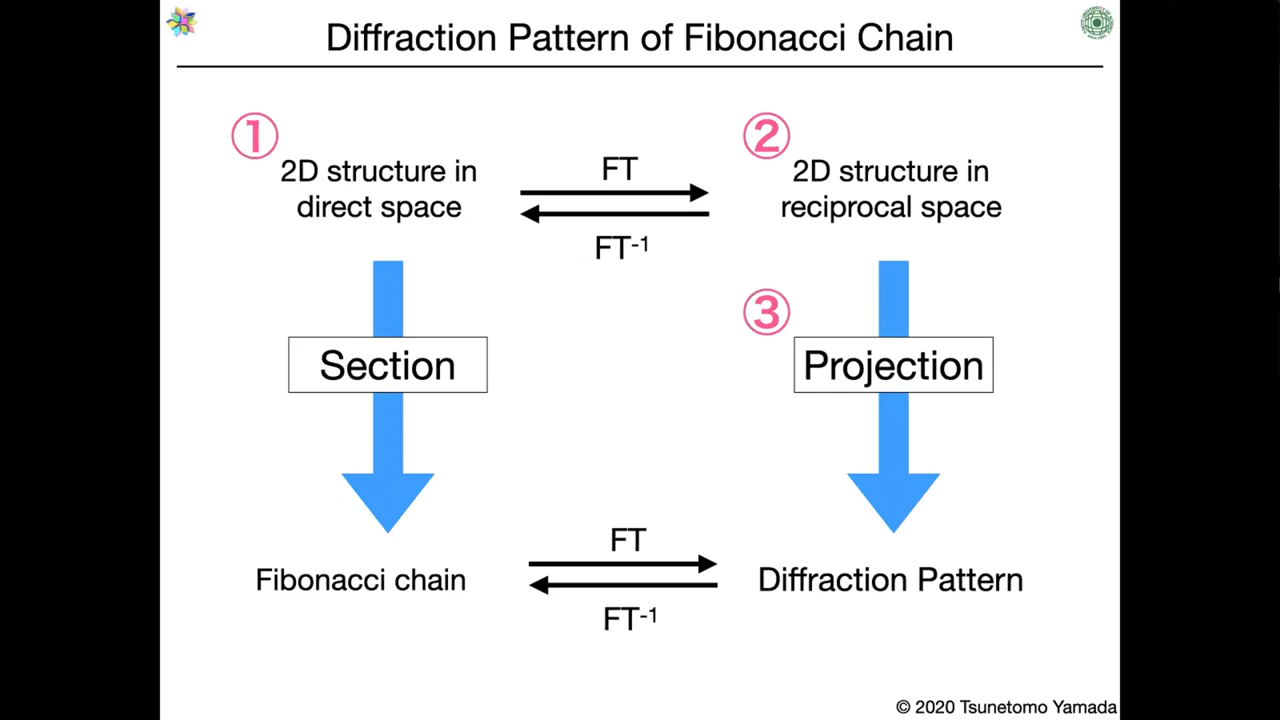 Diffraction Pattern of Fibonacci Chain
①
2D structure in
direct space
FT
FT-1
②
2D structure in
reciprocal space
Section
③
Projection
Fibonacci chain
FT
FT-1
Diffraction Pattern
© 2020 Tsunetomo Yamada